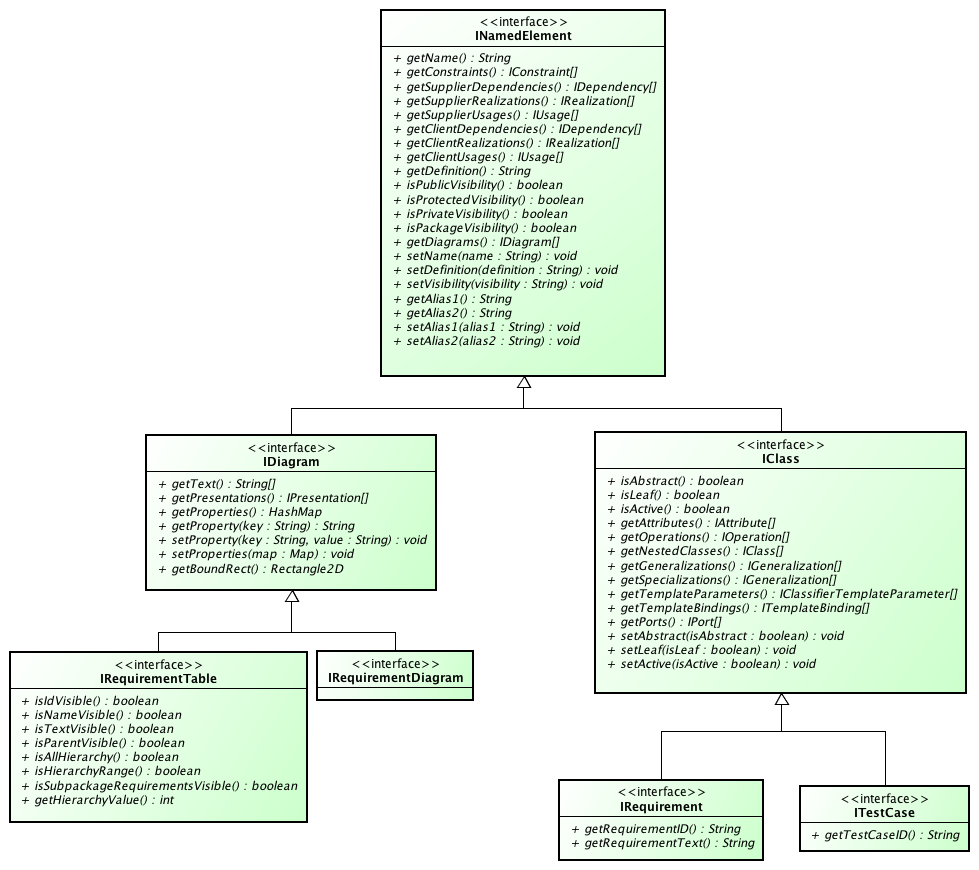 <<interface>>
INamedElement
+ getName() : String
+ getConstraints() : IConstraint[]
+ getSupplierDependencies() : IDependency[]
+ getSupplierRealizations() : IRealization[]
+ getSupplierUsages() : IUsage[]
+ getClientDependencies() : IDependency[]
+ getClientRealizations() : IRealization[]
+ getClientUsages() : IUsage[]
+ getDefinition() : String
+ isPublicVisibility() : boolean
+ isProtectedVisibility() : boolean
+ isPrivateVisibility() : boolean
+ isPackageVisibility() : boolean
+ getDiagrams() : IDiagram[]
+ setName(name : String) : void
+ setDefinition(definition : String) : void
+ setVisibility(visibility : String) : void
+ getAlias1() : String
+ getAlias2() : String
+ setAlias1(alias1 : String) : void
+ setAlias2(alias2 : String) : void
<<interface>>
IDiagram
+ getText() : String[]
+ getPresentations() : IPresentation[]
+ getProperties() : HashMap
+ getProperty(key : String) : String
+ setProperty(key : String, value : String) : void
+ setProperties(map : Map) : void
+ getBoundRect() : Rectangle2D
<<interface>>
IClass
+ isAbstract() : boolean
+ isLeaf() : boolean
+ isActive() : boolean
+ getAttributes() : IAttribute[]
+ getOperations() : IOperation[]
+ getNestedClasses() : IClass[]
+ getGeneralizations() : IGeneralization[]
+ getSpecializations() : IGeneralization[]
+ getTemplateParameters() : IClassifierTemplateParameter[]
+ getTemplateBindings() : ITemplateBinding[]
+ getPorts() : IPort[]
+ setAbstract(isAbstract : boolean) : void
+ setLeaf(isLeaf : boolean) : void
+ setActive(isActive : boolean) : void
<<interface>>
IRequirementTable
+ isIdVisible() : boolean
+ isNameVisible() : boolean
+ isTextVisible() : boolean
+ isParentVisible() : boolean
+ isAllHierarchy() : boolean
+ isHierarchyRange() : boolean
+ isSubpackageRequirementsVisible() : boolean
+ getHierarchyValue() : int
<<interface>>
IRequirementDiagram
<<interface>>
IRequirement
+ getRequirementID() : String
+ getRequirementText() : String
<<interface>>
ITestCase
+ getTestCaseID() : String